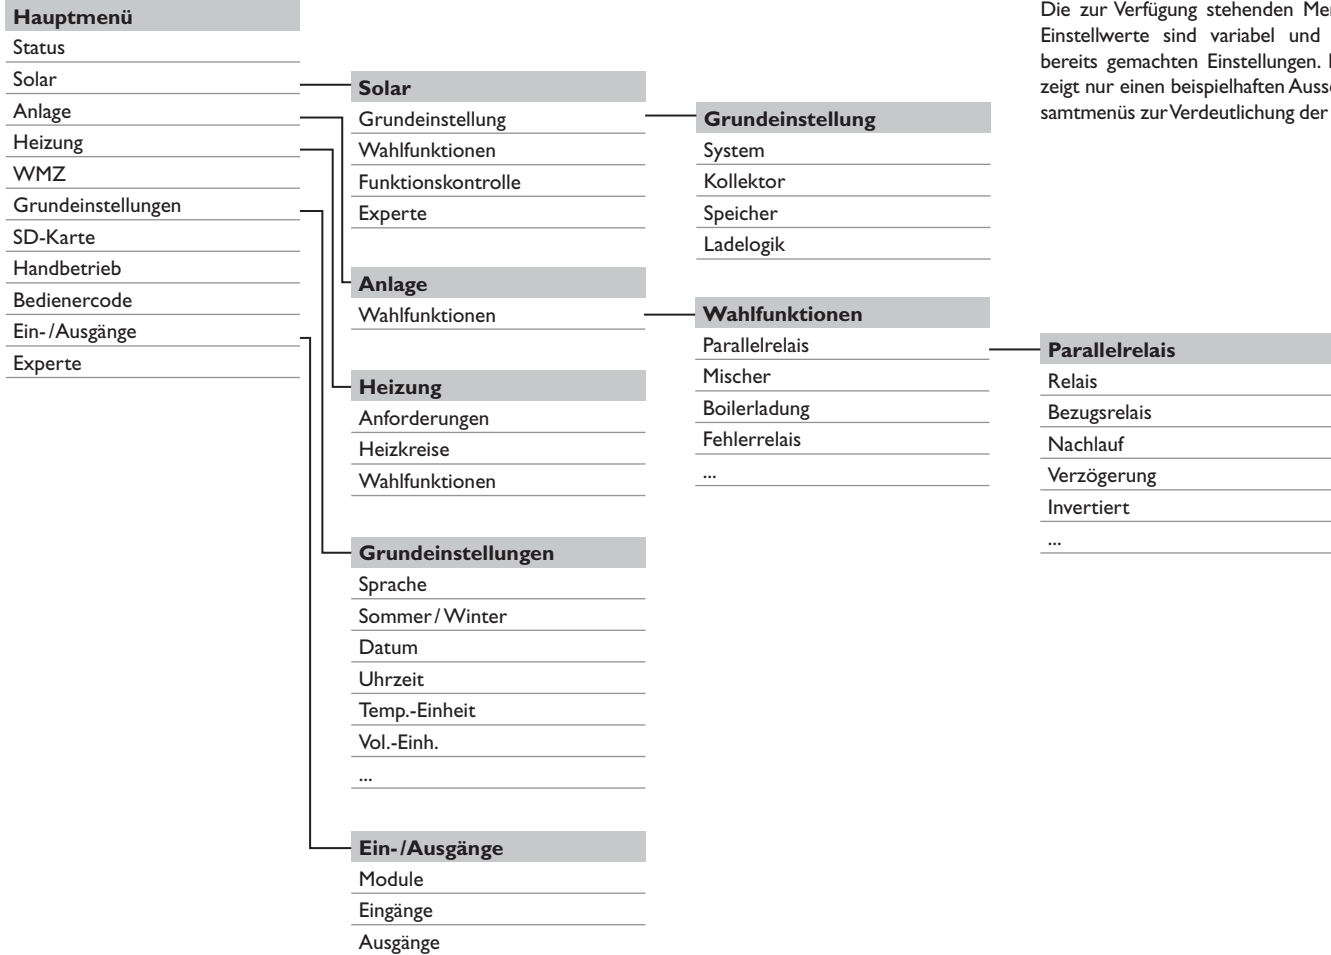 Hauptmenü
Status
Solar
Anlage
Heizung
WMZ
Grundeinstellungen
SD-Karte
Handbetrieb
Bedienercode
Ein-/Ausgänge
Experte
Solar
Grundeinstellung
Wahlfunktionen
Funktionskontrolle
Experte
Anlage
Wahlfunktionen
Heizung
Anforderungen
Heizkreise
Wahlfunktionen
Grundeinstellungen
Sprache
Sommer/Winter
Datum
Uhrzeit
Temp.-Einheit
Vol.-Einh.
...
Ein-/Ausgänge
Module
Eingänge
Ausgänge
Grundeinstellung
System
Kollektor
Speicher
Ladelogik
Wahlfunktionen
Parallelrelais
Mischer
Boilerladung
Fehlerrelais
...
Die zur Verfügung stehenden
Einstellwerte sind variabel und
bereits gemachten Einstellungen.
zeigt nur einen beispielhaften
samtmenüs zur Verdeutlichung der
Parallelrelais
Relais
Bezugsrelais
Nachlauf
Verzögerung
Invertiert
...